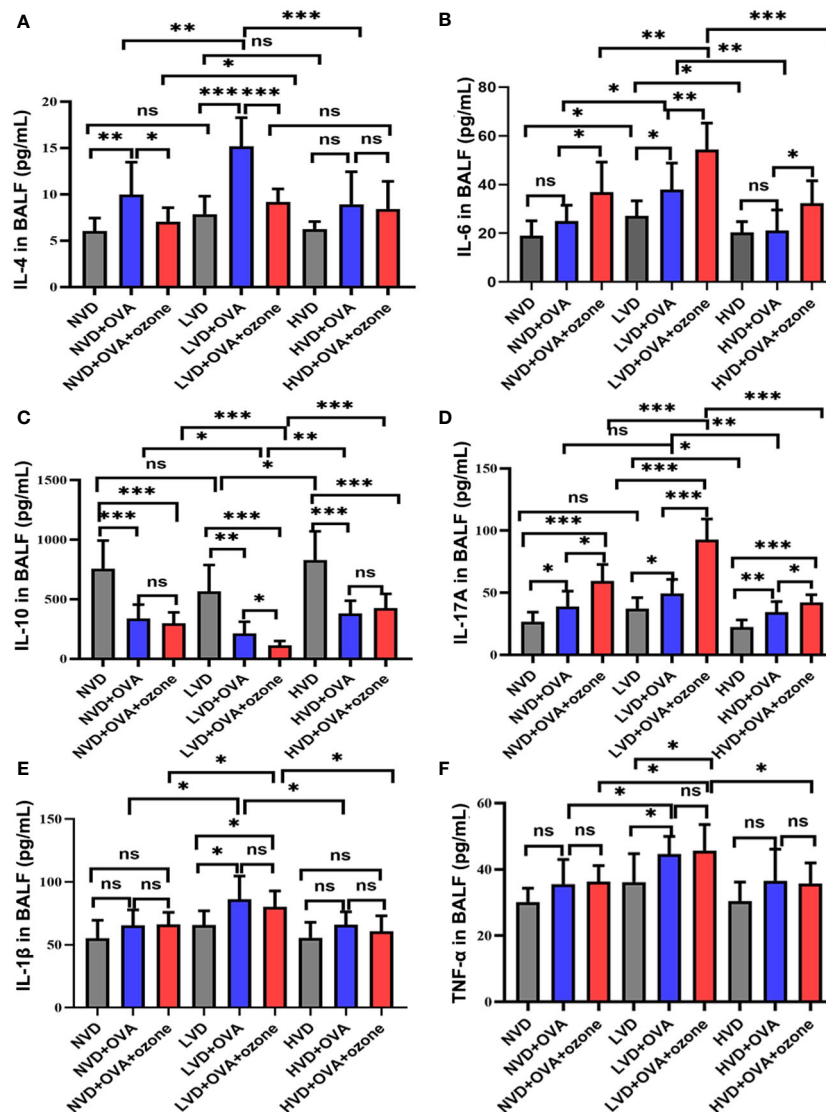 A
*** 
** ns
*
ns *** *** ns
** * ns ns
IL-4 in BALF (pg/mL)
20
15
10
5
0
NVD
NVD+OVA
NVD+OVA+ozone
LVD
LVD+OVA
LVD+OVA+ozone
HVD
HVD+OVA
HVD+OVA+ozone
B
***
**
**
*
*
* **
ns * * ns *
IL-6 in BALF (pg/mL)
80
60
40
20
0
NVD
NVD+OVA
NVD+OVA+ozone
LVD
LVD+OVA
LVD+OVA+ozone
HVD
HVD+OVA
HVD+OVA+ozone
C
*** ***
* **
ns *
*** *** ***
*** ** ***
ns * ns
IL-10 in BALF (pg/mL)
1500
1000
500
0
NVD
NVD+OVA
NVD+OVA+ozone
LVD
LVD+OVA
LVD+OVA+ozone
HVD
HVD+OVA
HVD+OVA+ozone
D
*** ***
ns **
*
***
ns ***
*** ***
* * * ** *
IL-17A in BALF (pg/mL)
150
100
50
0
NVD
NVD+OVA
NVD+OVA+ozone
LVD
LVD+OVA
LVD+OVA+ozone
HVD
HVD+OVA
HVD+OVA+ozone
E
* *
* *
ns * ns
ns ns * ns ns ns
IL-1β in BALF (pg/mL)
150
100
50
0
NVD
NVD+OVA
NVD+OVA+ozone
LVD
LVD+OVA
LVD+OVA+ozone
HVD
HVD+OVA
HVD+OVA+ozone
F
*
*
* ns *
ns ns * ns ns
TNF-α in BALF (pg/mL)
60
40
20
0
NVD
NVD+OVA
NVD+OVA+ozone
LVD
LVD+OVA
LVD+OVA+ozone
HVD
HVD+OVA
HVD+OVA+ozone